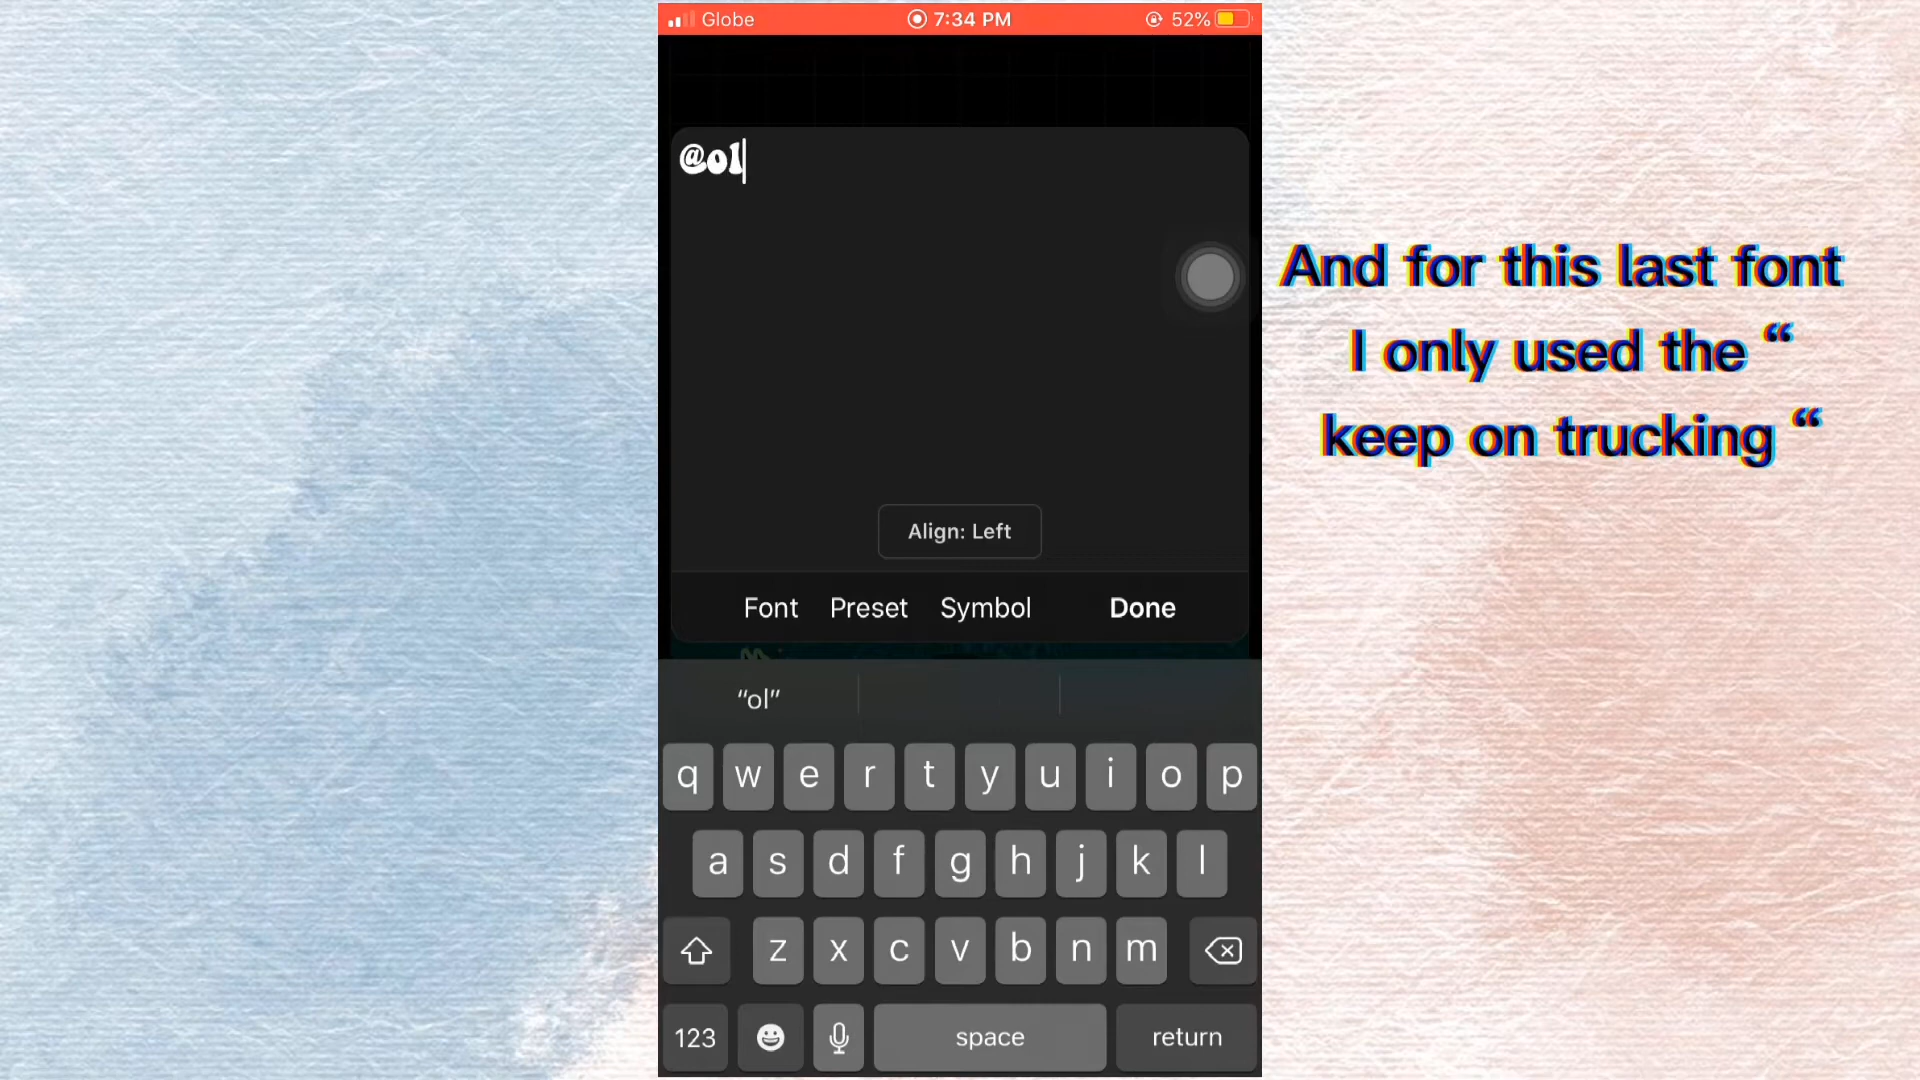 Globe 7:34 PM 52%
@ol
And for this last font
I only used the “
keep on trucking “
Align: Left
Font Preset Symbol Done
“ol”
q w e r t y u i o p
a s d f g h j k l
z x c v b n m
123 space return